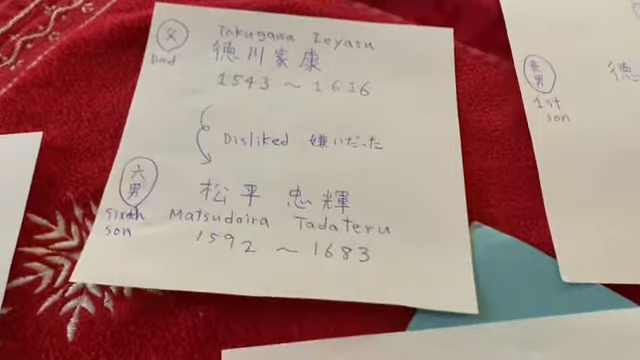 父
Dad
Tokugawa Ieyasu
徳川家康
1543 〜 1616
Disliked 嫌いだった
六男
sixth son
松平 忠輝
Matsudaira Tadateru
1592 〜 1683
長男
1st son
徳